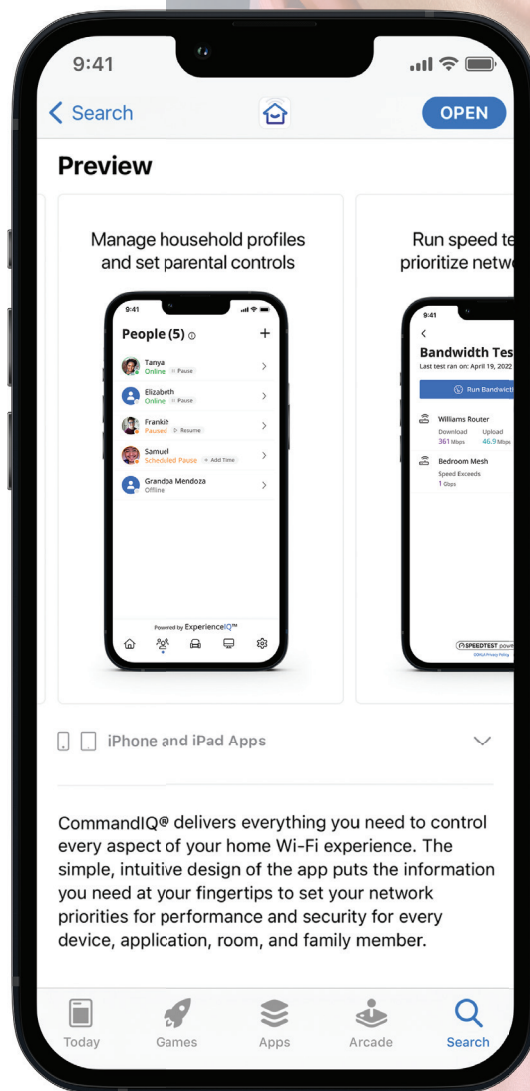 9:41
Search
OPEN
Preview
Manage household profiles
and set parental controls
9:41
People (5)
Tanya
Online Pause
Elizabeth
Online Pause
Frankie
Paused Resume
Samuel
Scheduled Pause + Add Time
Grandpa Mendoza
Offline
Powered by ExperienceIQ™
Run speed te
prioritize netwo
9:41
Bandwidth Tes
Last test ran on: April 19, 2022
Run Bandwidt
Williams Router
Download Upload
361 Mbps 46.9 Mbps
Bedroom Mesh
Speed Exceeds
1 Gbps
SPEEDTEST powe
iPhone and iPad Apps
CommandIQ® delivers everything you need to control
every aspect of your home Wi-Fi experience. The
simple, intuitive design of the app puts the information
you need at your fingertips to set your network
priorities for performance and security for every
device, application, room, and family member.
Today
Games
Apps
Arcade
Search